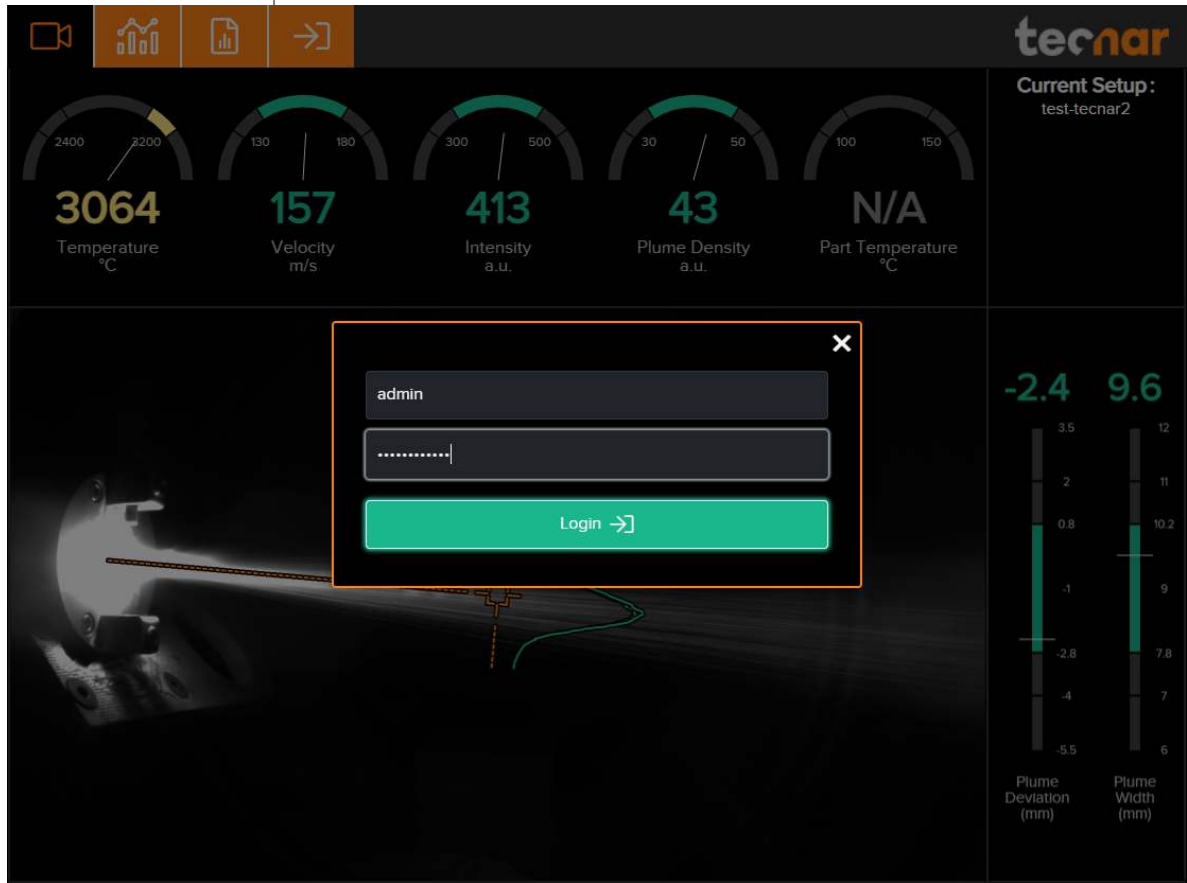 tecnar
Current Setup:
test-tecnar2
2400 3200
3064
Temperature
°C
130 180
157
Velocity
m/s
300 500
413
Intensity
a.u.
30 50
43
Plume Density
a.u.
100 150
N/A
Part Temperature
°C
admin
••••••••••••
Login
-2.4
3.5
2
0.8
-1
-2.8
-4
-5.5
Plume
Deviation
(mm)
9.6
12
11
10.2
9
7.8
7
6
Plume
Width
(mm)